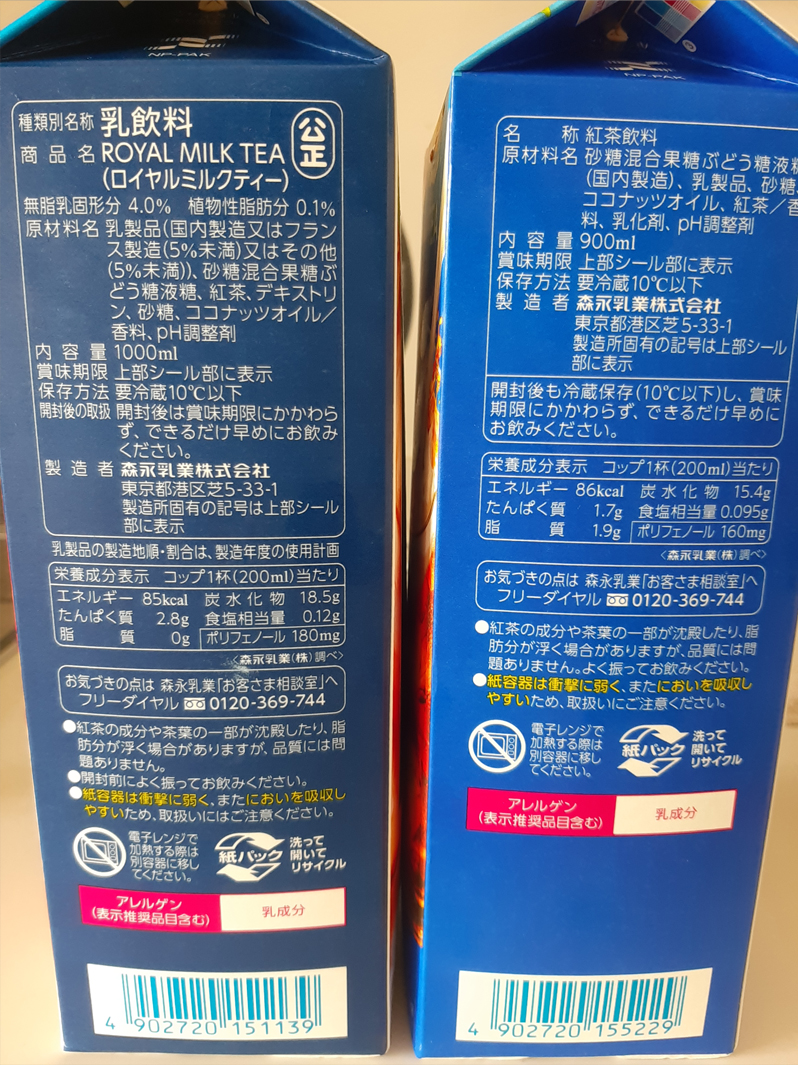 NP-PAK
種類別名称 乳飲料
商品名 ROYAL MILK TEA
(ロイヤルミルクティー)
公正
無脂乳固形分 4.0% 植物性脂肪分 0.1%
原材料名 乳製品(国内製造又はフラン
ス製造(5%未満)又はその他
(5%未満))、砂糖混合果糖ぶ
どう糖液糖、紅茶、デキストリ
ン、砂糖、ココナッツオイル/
香料、pH調整剤
内容量 1000ml
賞味期限 上部シール部に表示
保存方法 要冷蔵10℃以下
開封後の取扱 開封後は賞味期限にかかわら
ず、できるだけ早めにお飲み
ください。
製造者 森永乳業株式会社
東京都港区芝5-33-1
製造所固有の記号は上部シール
部に表示
乳製品の製造地順・割合は、製造年度の使用計画
栄養成分表示 コップ1杯(200ml)当たり
エネルギー 85kcal 炭水化物 18.5g
たんぱく質 2.8g 食塩相当量 0.12g
脂質 0g ポリフェノール 180mg
<森永乳業(株)調べ>
お気づきの点は 森永乳業「お客さま相談室」へ
フリーダイヤル 0120-369-744
●紅茶の成分や茶葉の一部が沈殿したり、脂
肪分が浮く場合がありますが、品質には問
題ありません。
●開封前によく振ってお飲みください。
●紙容器は衝撃に弱く、またにおいを吸収し
やすいため、取扱いにはご注意ください。
電子レンジで
加熱する際は
別容器に移し
てください。
紙パック
洗って
開いて
リサイクル
アレルゲン
(表示推奨品目含む)
乳成分
4 902720 151139
NP-PAK
名称 紅茶飲料
原材料名 砂糖混合果糖ぶどう糖液糖
(国内製造)、乳製品、砂糖、
ココナッツオイル、紅茶/香
料、乳化剤、pH調整剤
内容量 900ml
賞味期限 上部シール部に表示
保存方法 要冷蔵10℃以下
製造者 森永乳業株式会社
東京都港区芝5-33-1
製造所固有の記号は上部シール
部に表示
開封後も冷蔵保存(10℃以下)し、賞味
期限にかかわらず、できるだけ早めに
お飲みください。
栄養成分表示 コップ1杯(200ml)当たり
エネルギー 86kcal 炭水化物 15.4g
たんぱく質 1.7g 食塩相当量 0.095g
脂質 1.9g ポリフェノール 160mg
<森永乳業(株)調べ>
お気づきの点は 森永乳業「お客さま相談室」へ
フリーダイヤル 0120-369-744
●紅茶の成分や茶葉の一部が沈殿したり、脂
肪分が浮く場合がありますが、品質には問
題ありません。よく振ってお飲みください。
●紙容器は衝撃に弱く、またにおいを吸収し
やすいため、取扱いにご注意ください。
電子レンジで
加熱する際は
別容器に移し
てください。
紙パック
洗って
開いて
リサイクル
アレルゲン
(表示推奨品目含む)
乳成分
4 902720 155229